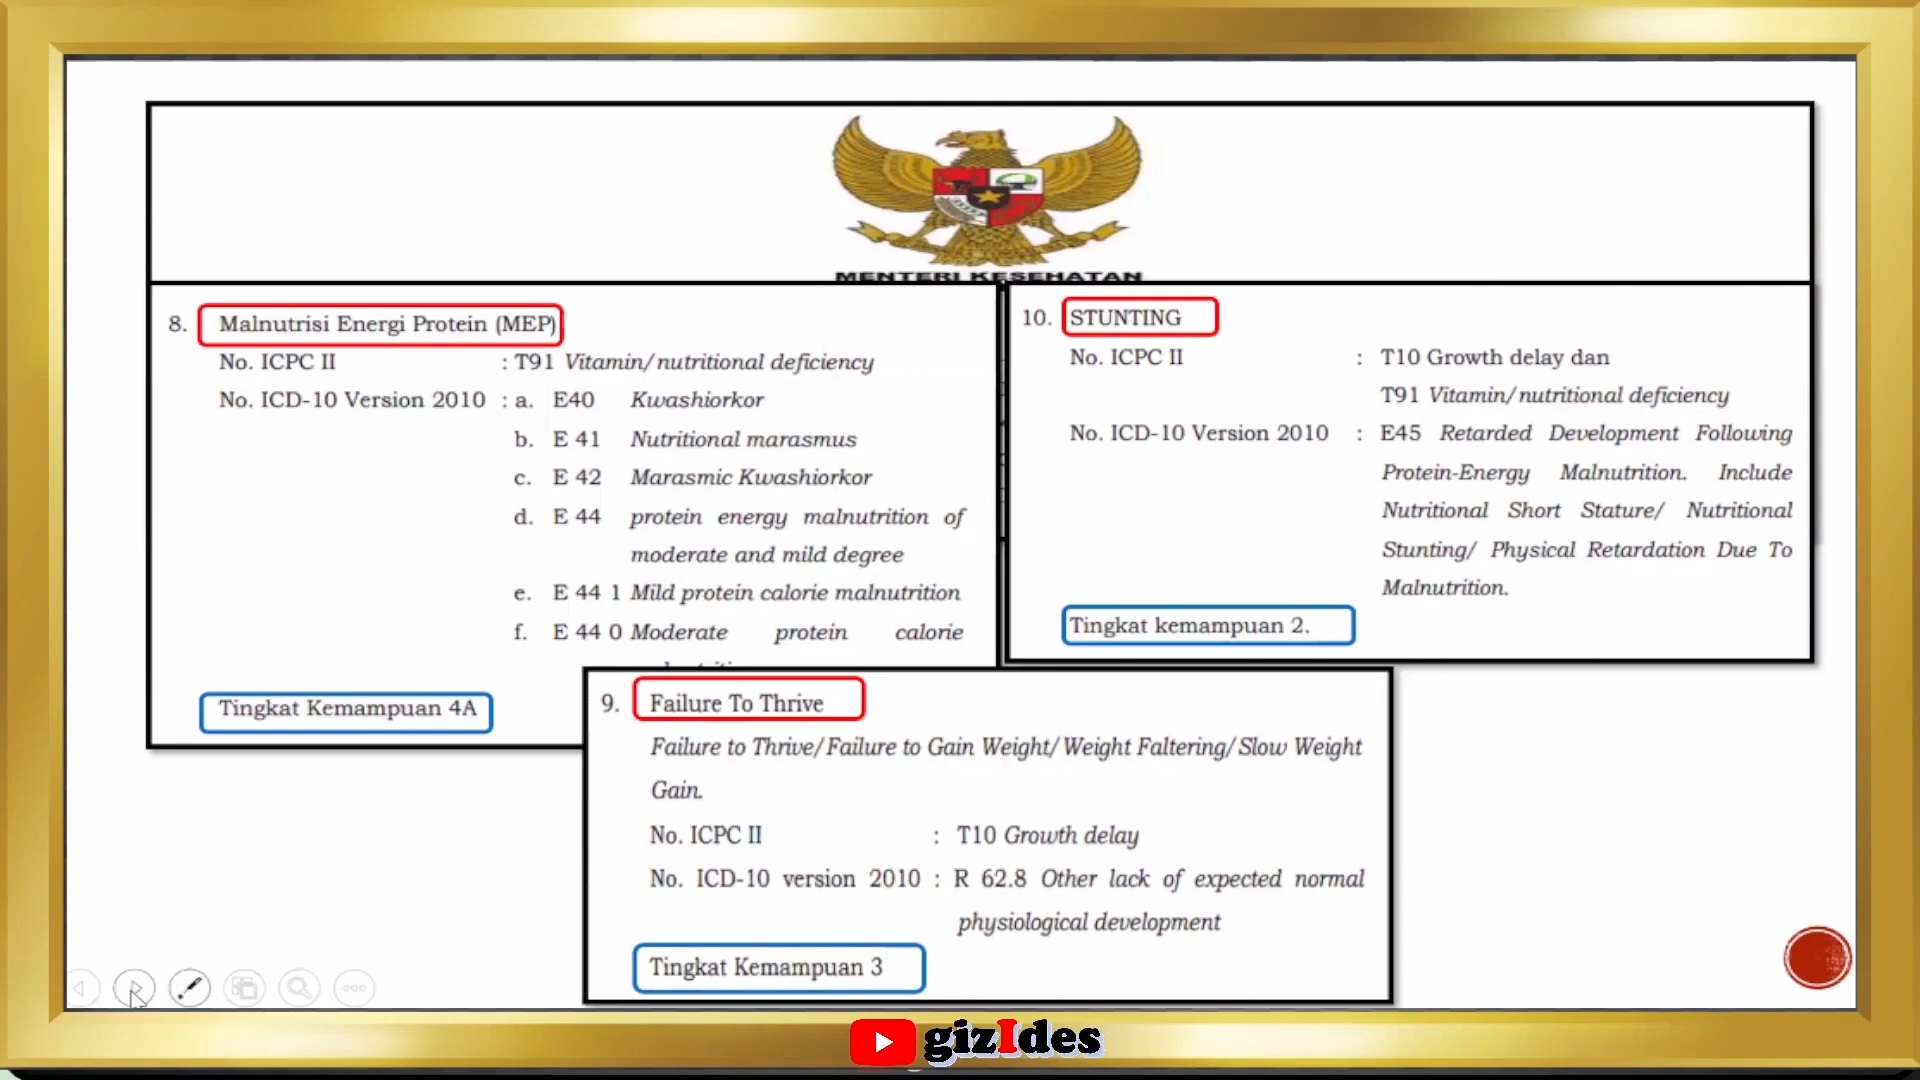 MENTERI KESEHATAN
8. Malnutrisi Energi Protein (MEP)
No. ICPC II : T91 Vitamin/nutritional deficiency
No. ICD-10 Version 2010 : a. E40 Kwashiorkor
b. E 41 Nutritional marasmus
c. E 42 Marasmic Kwashiorkor
d. E 44 protein energy malnutrition of
moderate and mild degree
e. E 44 1 Mild protein calorie malnutrition
f. E 44 0 Moderate protein calorie
Tingkat Kemampuan 4A
10. STUNTING
No. ICPC II : T10 Growth delay dan
T91 Vitamin/nutritional deficiency
No. ICD-10 Version 2010 : E45 Retarded Development Following
Protein-Energy Malnutrition. Include
Nutritional Short Stature/ Nutritional
Stunting/ Physical Retardation Due To
Malnutrition.
Tingkat kemampuan 2.
9. Failure To Thrive
Failure to Thrive/Failure to Gain Weight/Weight Faltering/Slow Weight
Gain.
No. ICPC II : T10 Growth delay
No. ICD-10 version 2010 : R 62.8 Other lack of expected normal
physiological development
Tingkat Kemampuan 3
gizIdes